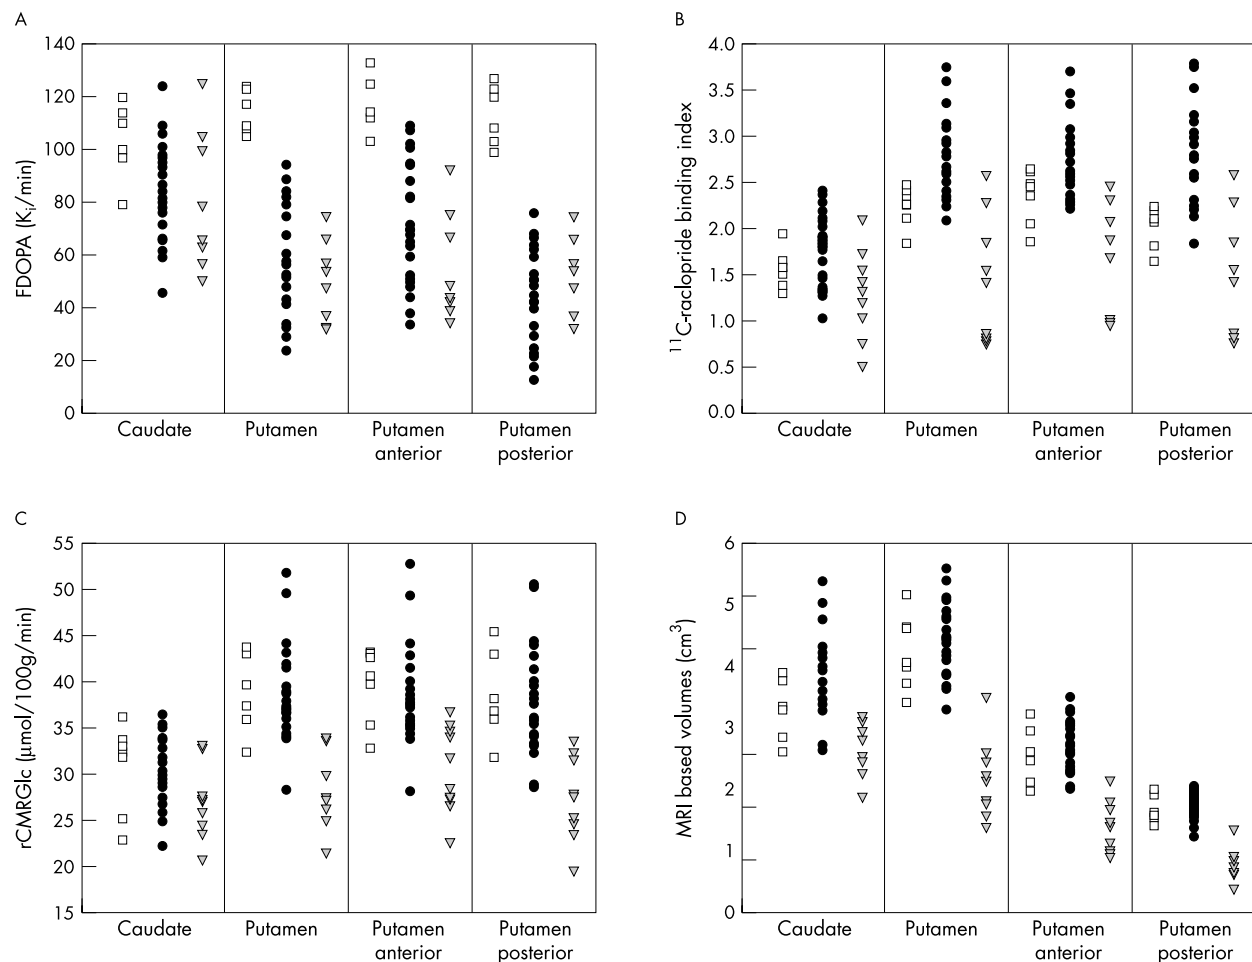 A
140
120
100
80
60
40
20
0
FDOPA (Ki/min)
Caudate
Putamen
Putamen
anterior
Putamen
posterior
B
4.0
3.5
3.0
2.5
2.0
1.5
1.0
0.5
0.0
¹¹C-raclopride binding index
Caudate
Putamen
Putamen
anterior
Putamen
posterior
C
55
50
45
40
35
30
25
20
15
rCMRGlc (μmol/100g/min)
Caudate
Putamen
Putamen
anterior
Putamen
posterior
D
6
5
4
3
2
1
0
MRI based volumes (cm³)
Caudate
Putamen
Putamen
anterior
Putamen
posterior